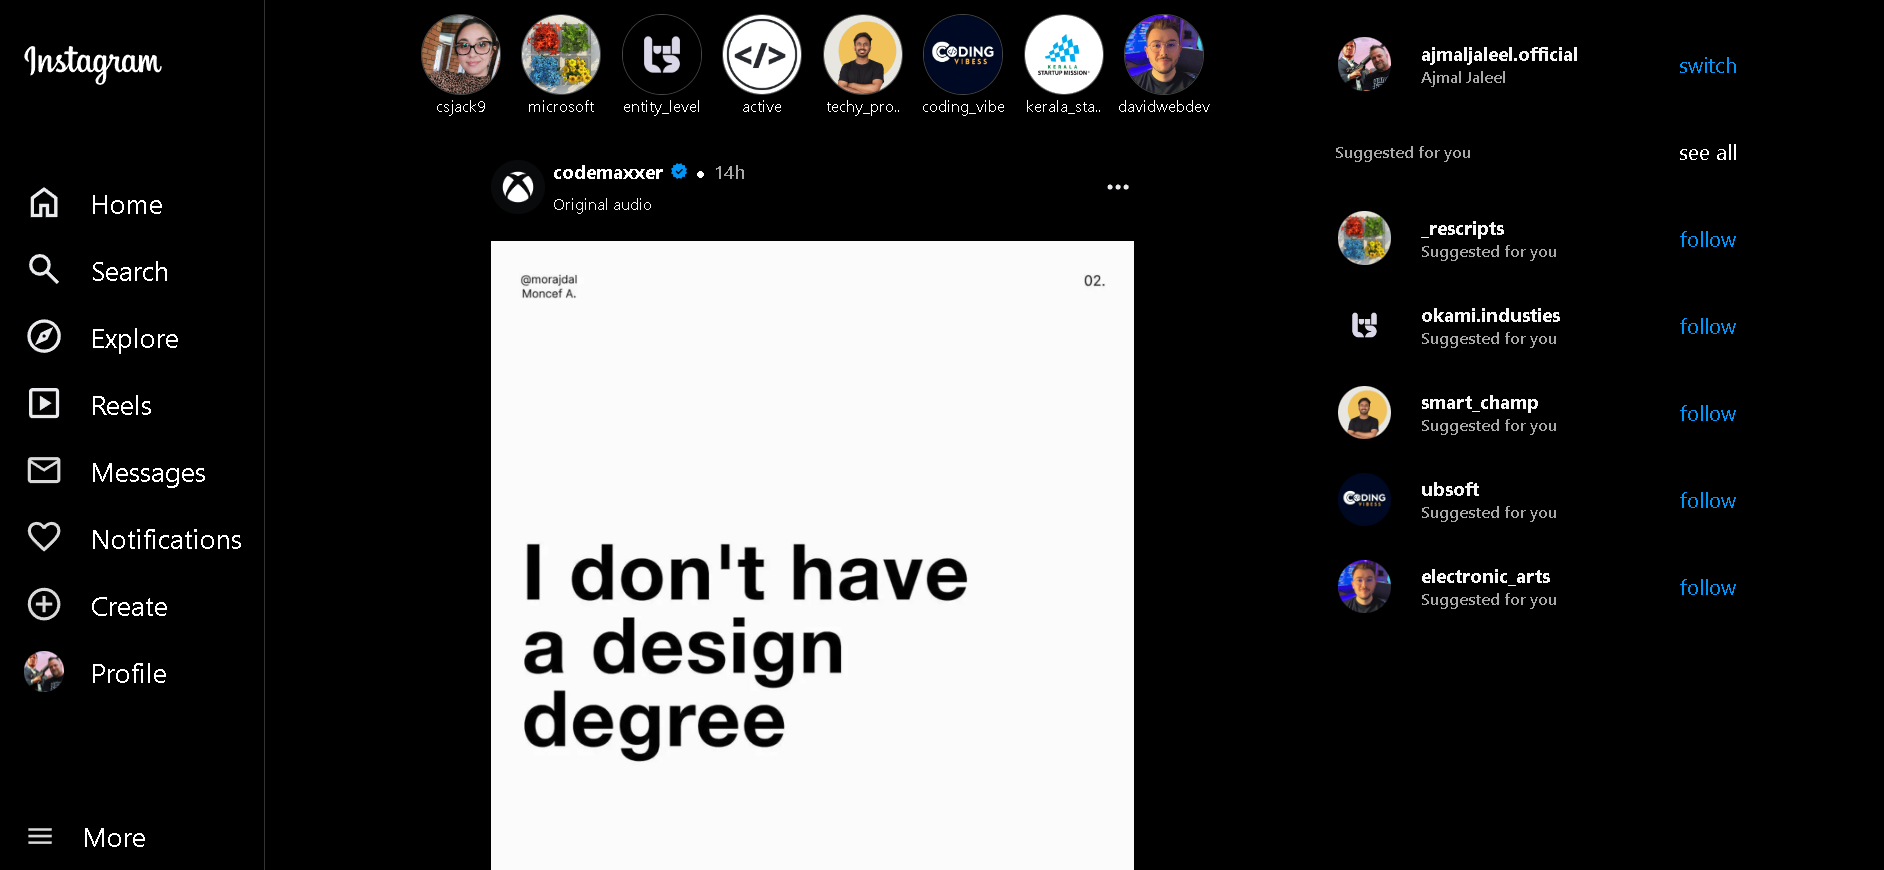 Instagram
Home
Search
Explore
Reels
Messages
Notifications
Create
Profile
More
</>
CODING
VIBESS
KERALA
STARTUP MISSION
csjack9
microsoft
entity_level
active
techy_pro..
coding_vibe
kerala_sta..
davidwebdev
codemaxxer • 14h
Original audio
@morajdal
Moncef A.
02.
I don't have
a design
degree
ajmaljaleel.official
Ajmal Jaleel
switch
Suggested for you
see all
_rescripts
Suggested for you
follow
okami.industies
Suggested for you
follow
smart_champ
Suggested for you
follow
CODING
VIBESS
ubsoft
Suggested for you
follow
electronic_arts
Suggested for you
follow